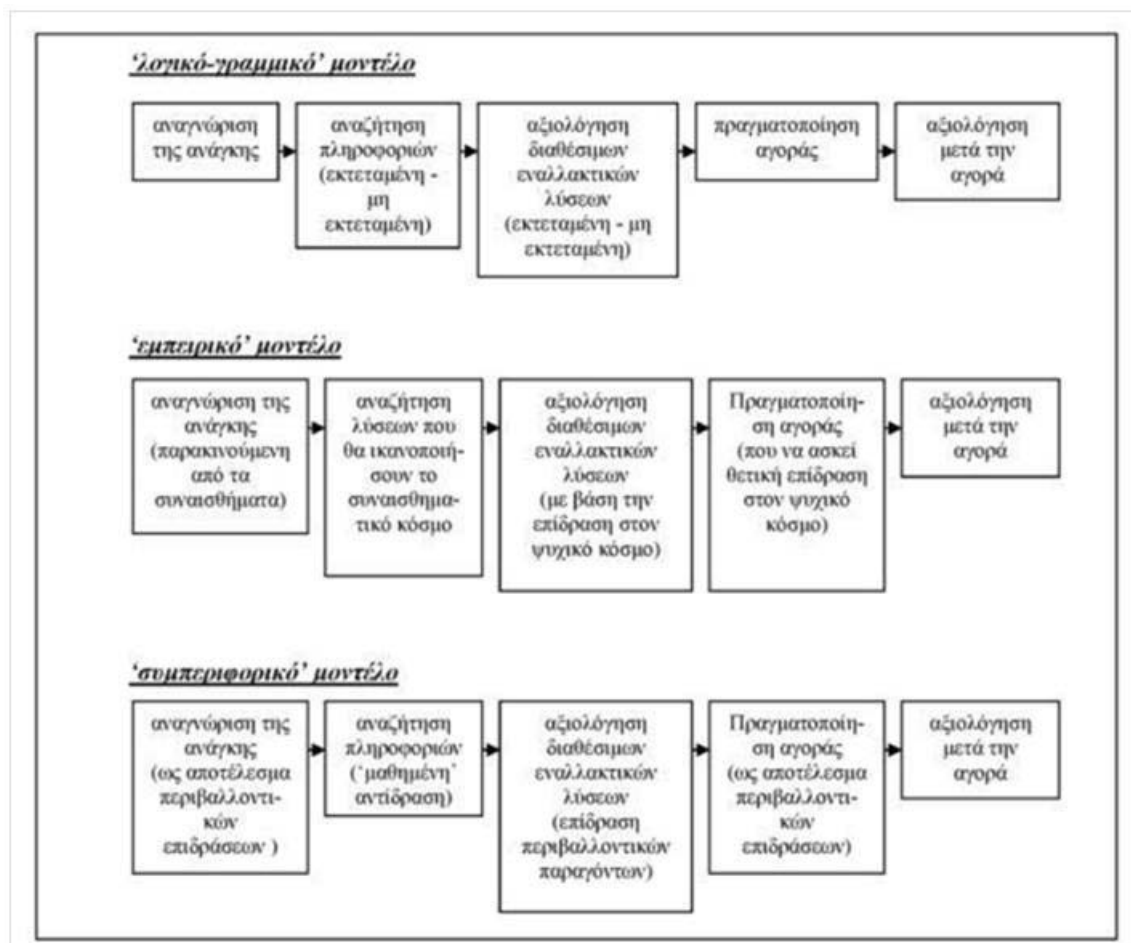 ‘λογικό-γραμμικό’ μοντέλο
αναγνώριση
της ανάγκης
αναζήτηση
πληροφοριών
(εκτεταμένη -
μη
εκτεταμένη)
αξιολόγηση
διαθέσιμων
εναλλακτικών
λύσεων
(εκτεταμένη - μη
εκτεταμένη)
πραγματοποίηση
αγοράς
αξιολόγηση
μετά την
αγορά
‘εμπειρικό’ μοντέλο
αναγνώριση της
ανάγκης
(παρακινούμενη
από τα
συναισθήματα)
αναζήτηση
λύσεων που
θα ικανοποιή-
σουν το
συναισθημα-
τικό κόσμο
αξιολόγηση
διαθέσιμων
εναλλακτικών
λύσεων
(με βάση την
επίδραση στον
ψυχικό κόσμο)
Πραγματοποίη-
ση αγοράς
(που να ασκεί
θετική επίδραση
στον ψυχικό
κόσμο)
αξιολόγηση
μετά την
αγορά
‘συμπεριφορικό’ μοντέλο
αναγνώριση της
ανάγκης
(ως αποτέλεσμα
περιβαλλοντι-
κών
επιδράσεων )
αναζήτηση
πληροφοριών
(‘μαθημένη’
αντίδραση)
αξιολόγηση
διαθέσιμων
εναλλακτικών
λύσεων
(επίδραση
περιβαλλοντικών
παραγόντων)
Πραγματοποίη-
ση αγοράς
(ως αποτέλεσμα
περιβαλλοντι-
κών
επιδράσεων)
αξιολόγηση
μετά την
αγορά